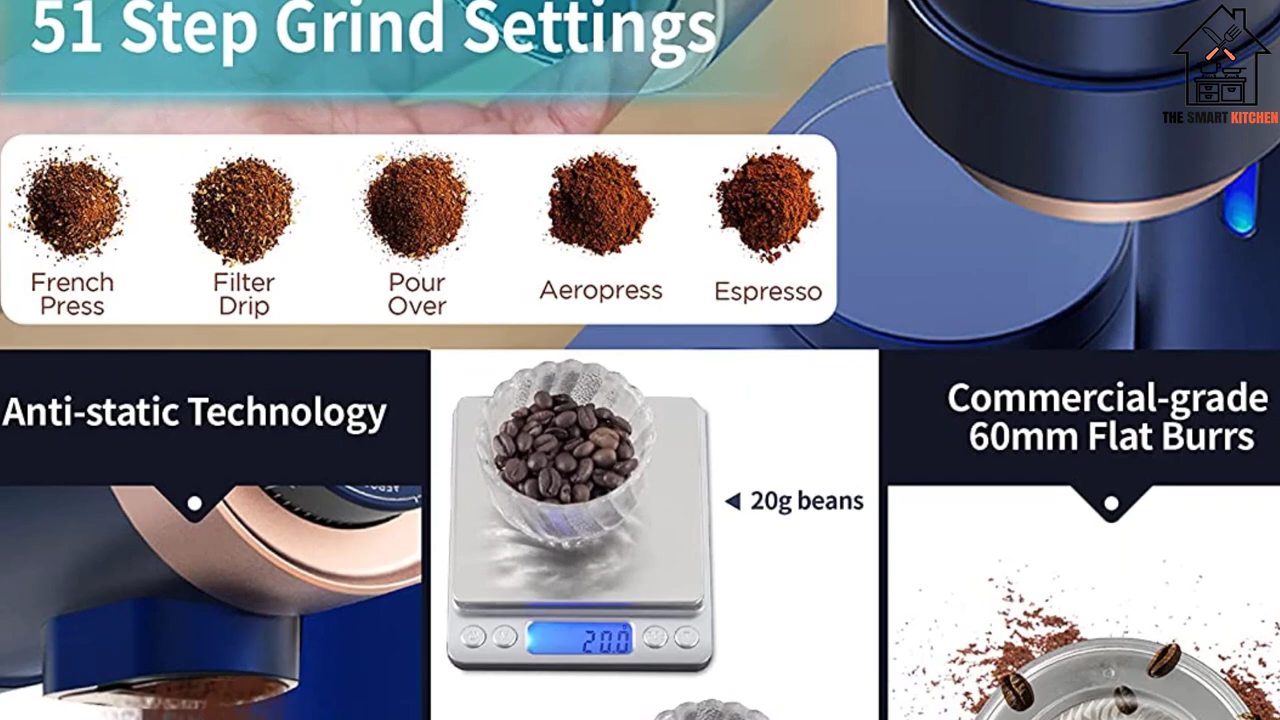 51 Step Grind Settings
THE SMART KITCHEN
French
Press
Filter
Drip
Pour
Over
Aeropress
Espresso
Anti-static Technology
20g beans
20.0
Commercial-grade
60mm Flat Burrs